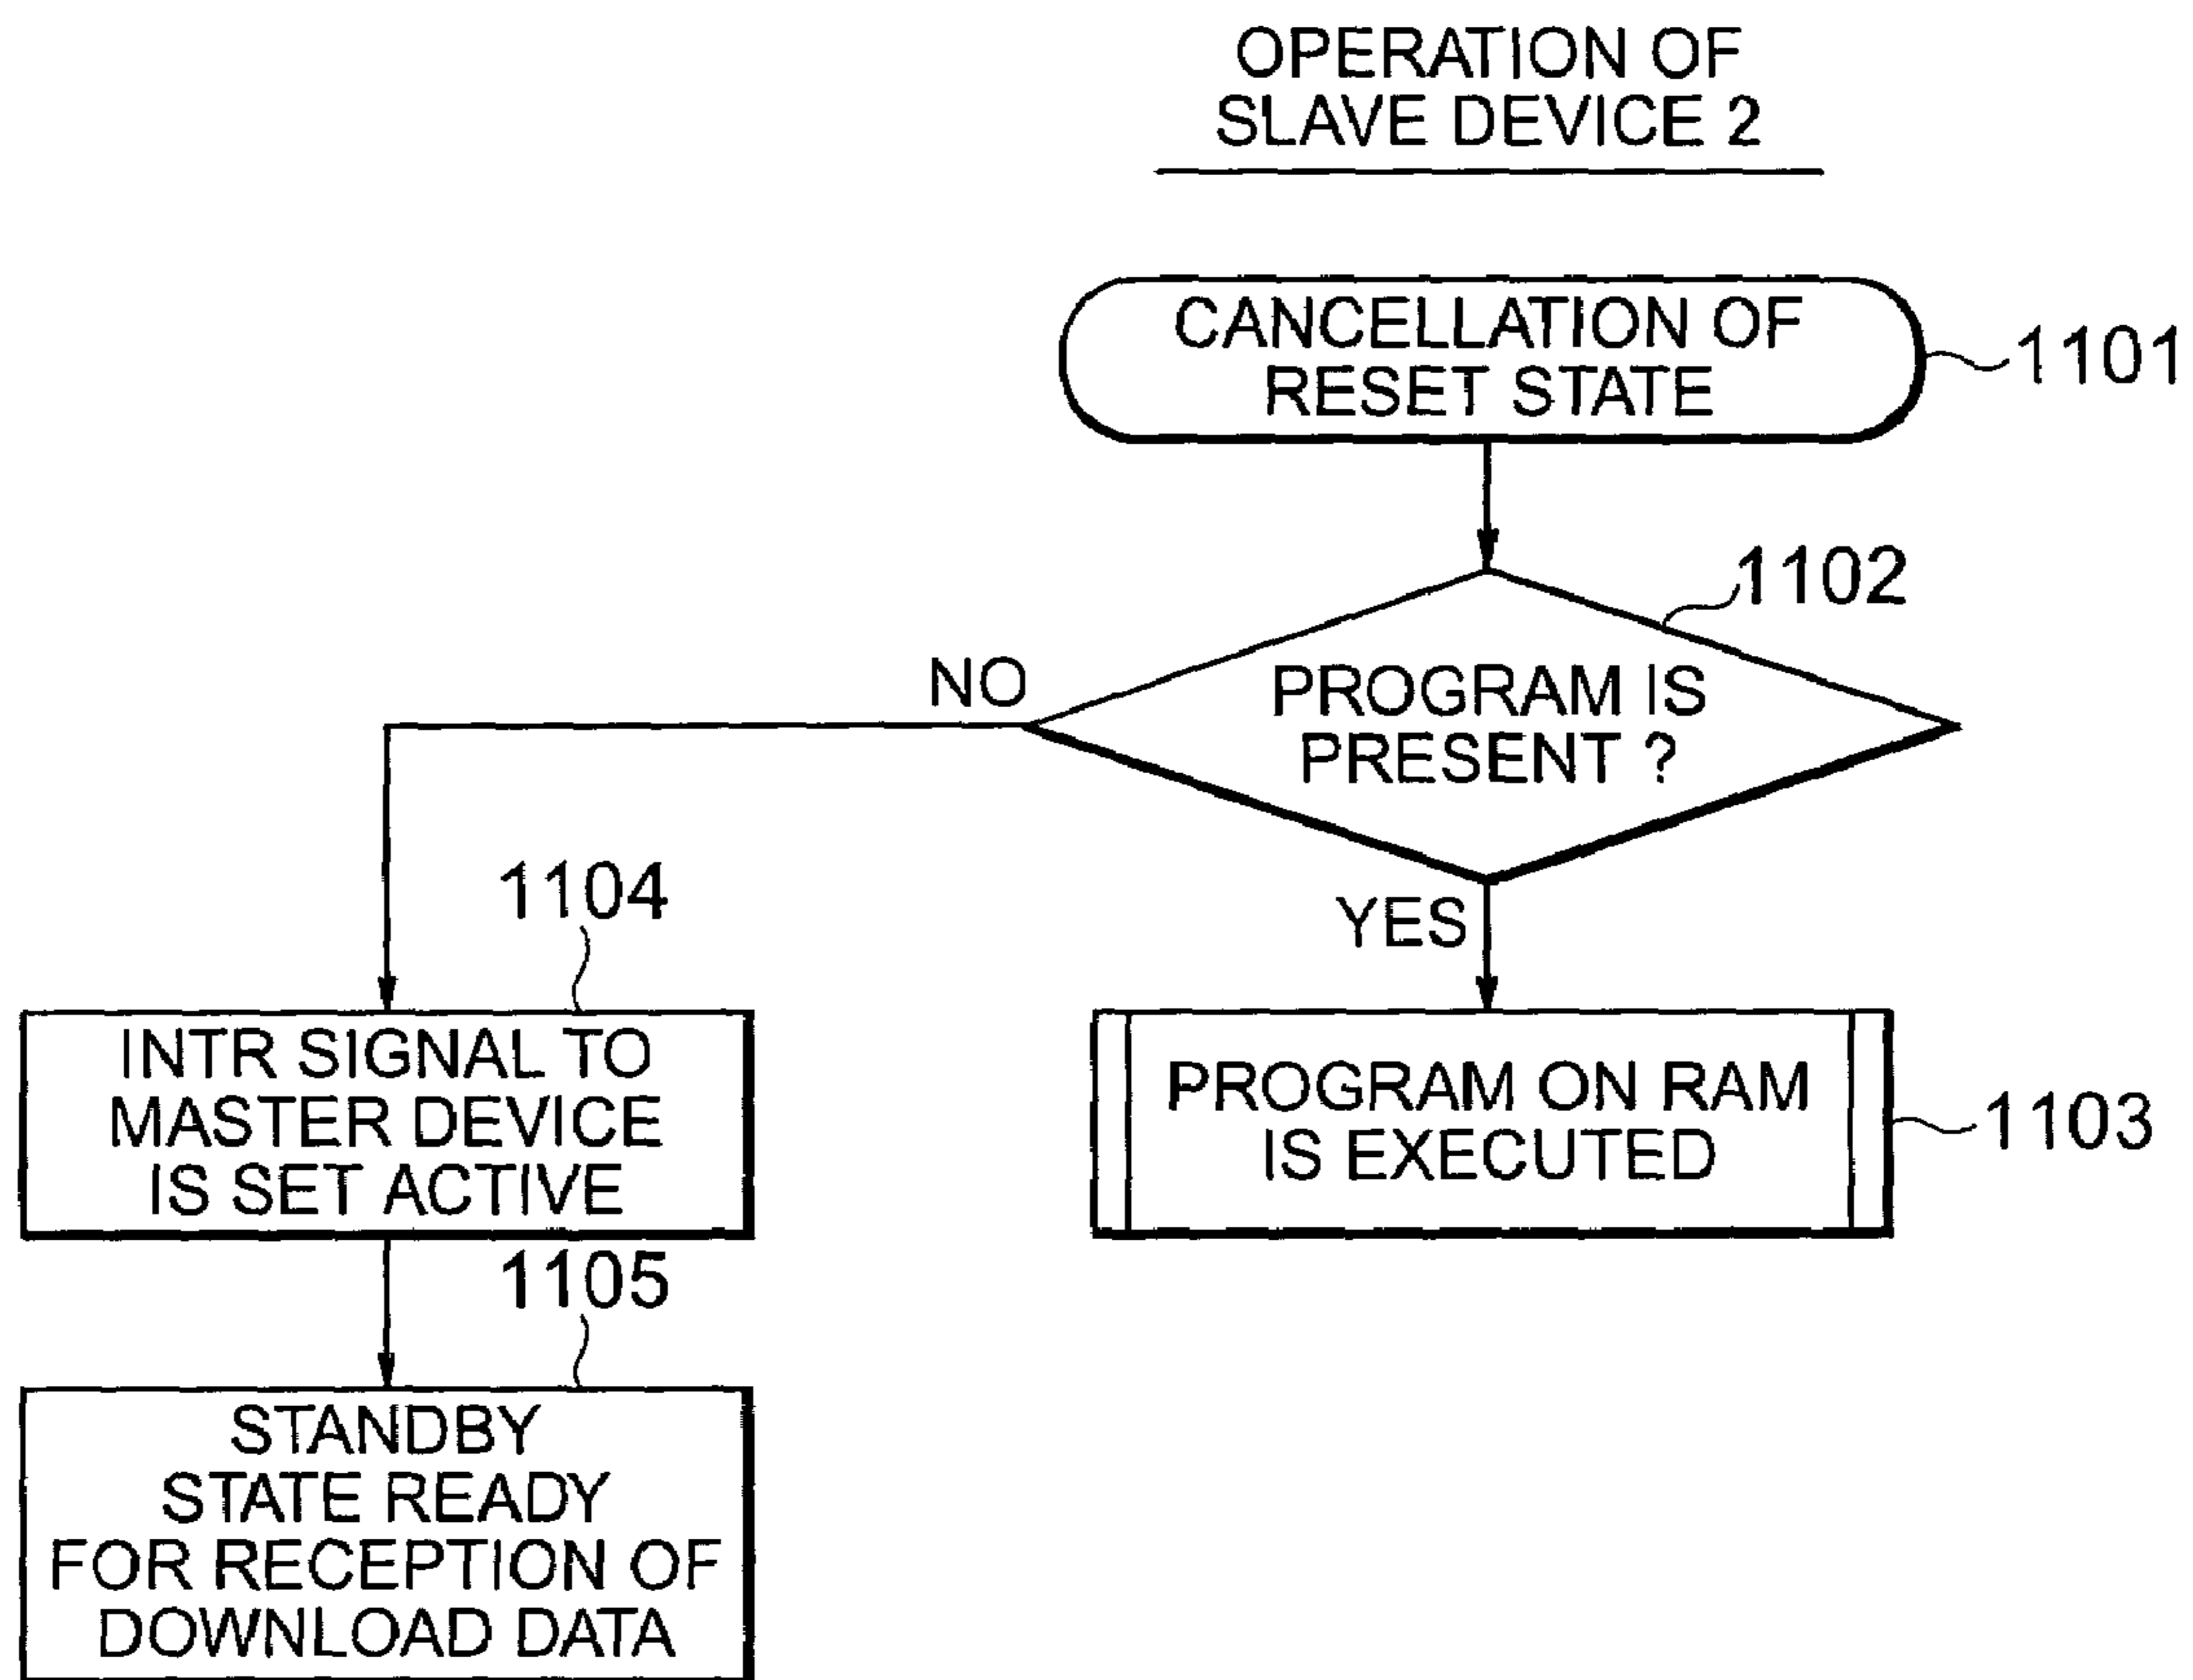 OPERATION OF
SLAVE DEVICE 2
CANCELLATION OF
RESET STATE
1101
1102
PROGRAM IS
PRESENT ?
NO
YES
1104
INTR SIGNAL TO
MASTER DEVICE
IS SET ACTIVE
PROGRAM ON RAM
IS EXECUTED
1103
1105
STANDBY
STATE READY
FOR RECEPTION OF
DOWNLOAD DATA